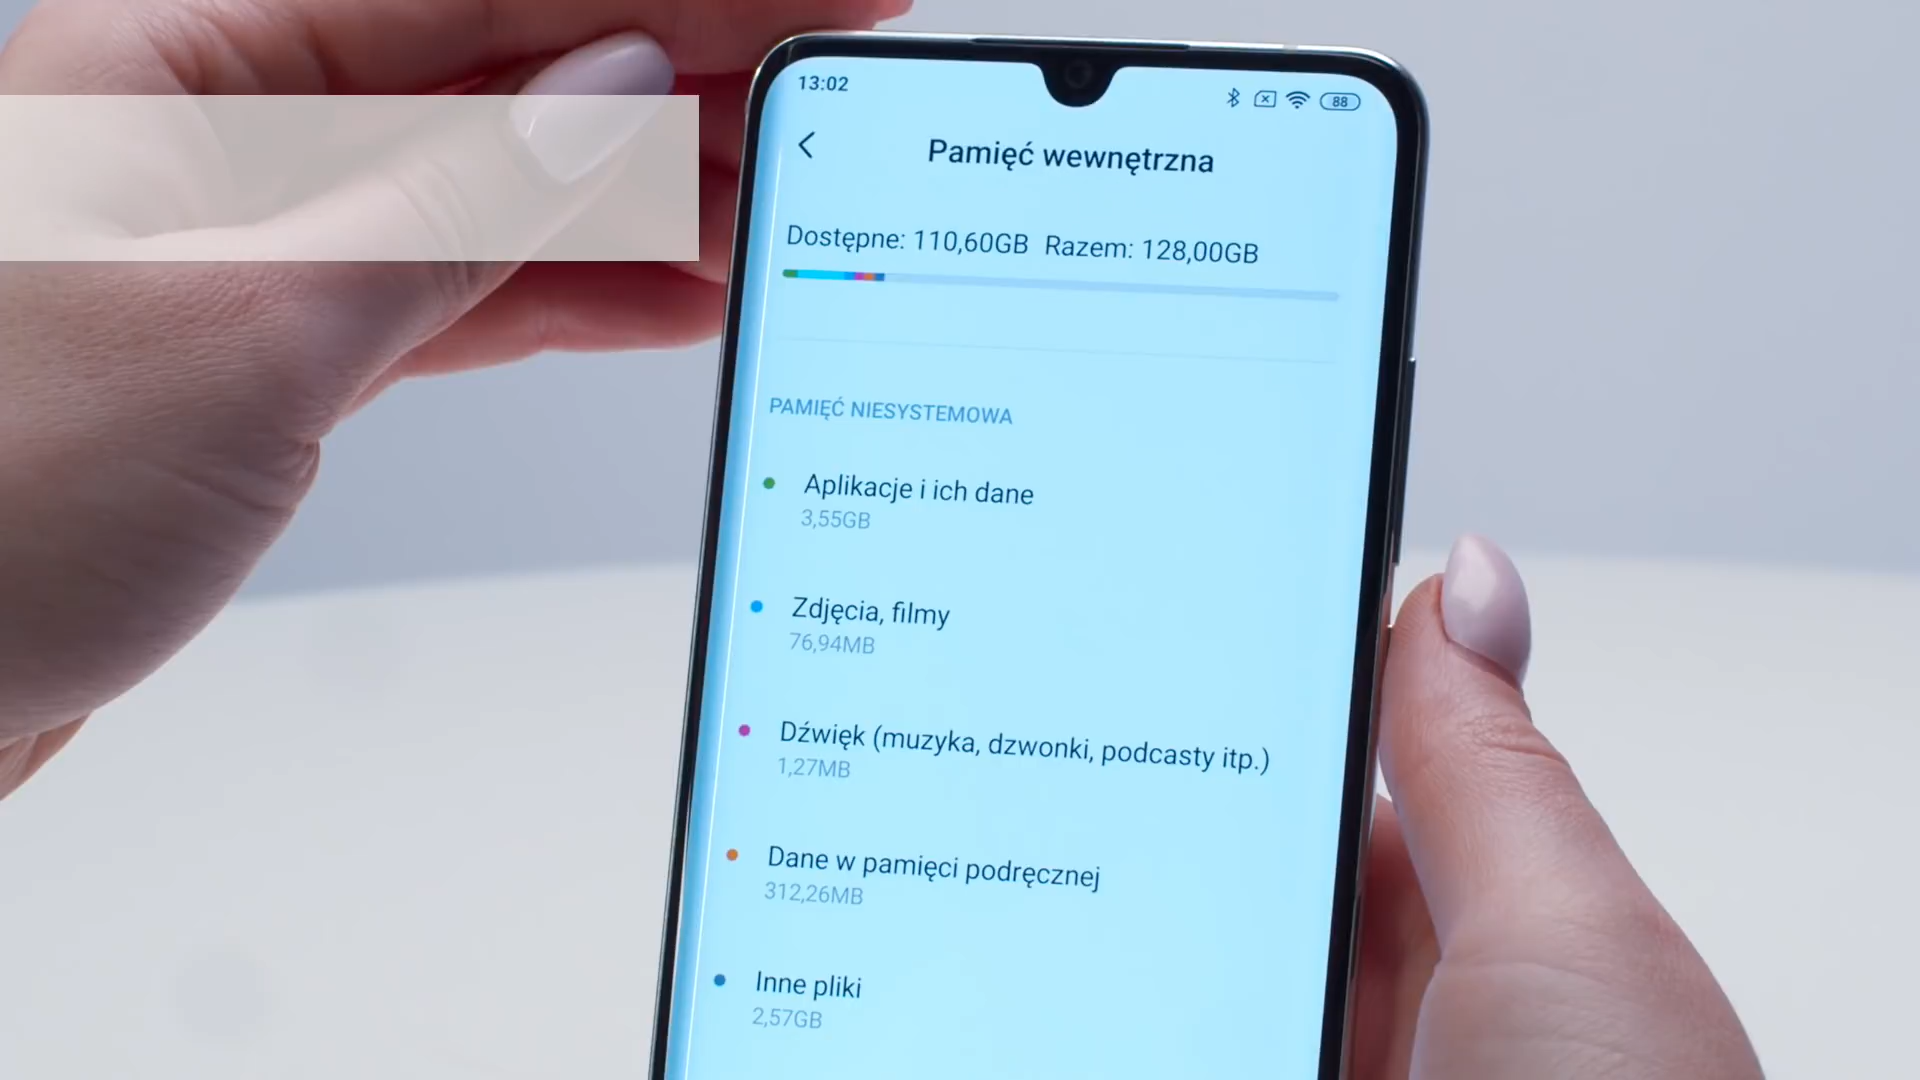 13:02
88
Pamięć wewnętrzna
Dostępne: 110,60GB Razem: 128,00GB
PAMIĘĆ NIESYSTEMOWA
Aplikacje i ich dane
3,55GB
Zdjęcia, filmy
76,94MB
Dźwięk (muzyka, dzwonki, podcasty itp.)
1,27MB
Dane w pamięci podręcznej
312,26MB
Inne pliki
2,57GB